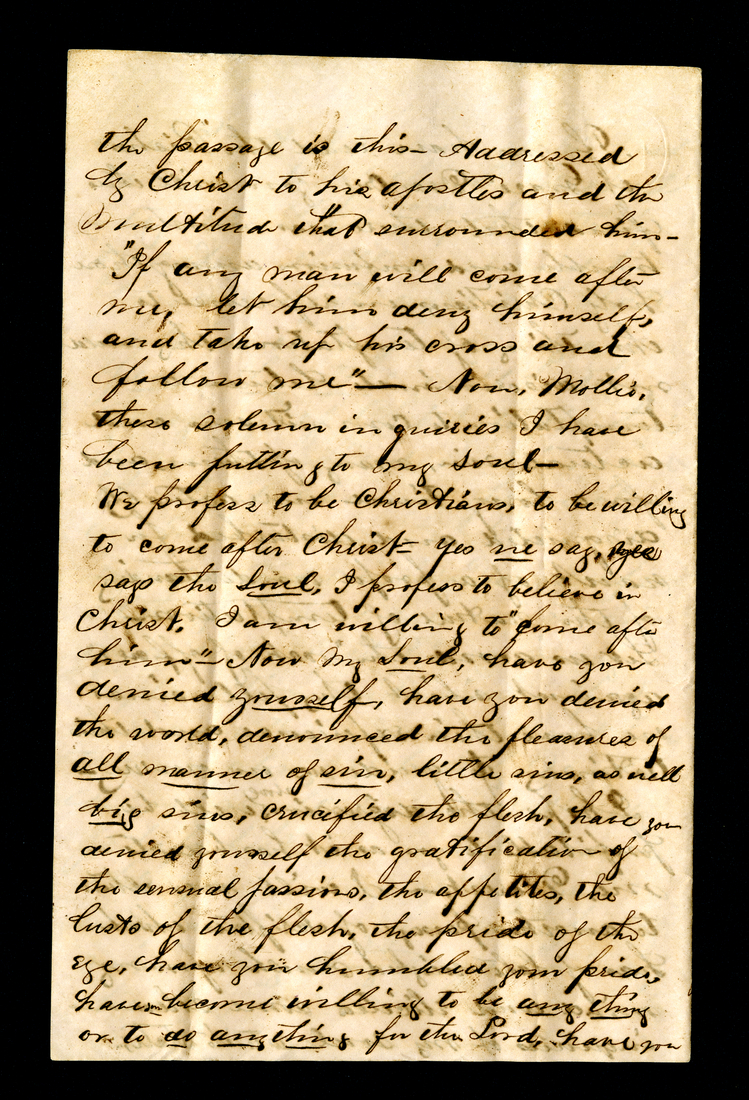 the passage is this - Addressed
by Christ to his apostles and the
Multitude that surrounded him -
"If any man will come after
me, let him deny himself,
and take up his cross and
follow me" — Now, Mollie,
these solemn inquiries I have
been putting to my soul —
We profess to be Christians, to be willing
to come after Christ - yes we say, yes
says the Soul, I profess to believe in
Christ, I am willing to "come after
him" - Now my Soul, have you
denied yourself, have you denied
the world, denounced the pleasures of
all manner of sin, little sins, as well
big sins, crucified the flesh, have you
denied yourself the gratification of
the sensual passions, the appetites, the
lusts of the flesh, the pride of the
eye, have you humbled your pride,
have become willing to be any thing
or to do anything for the Lord, have you